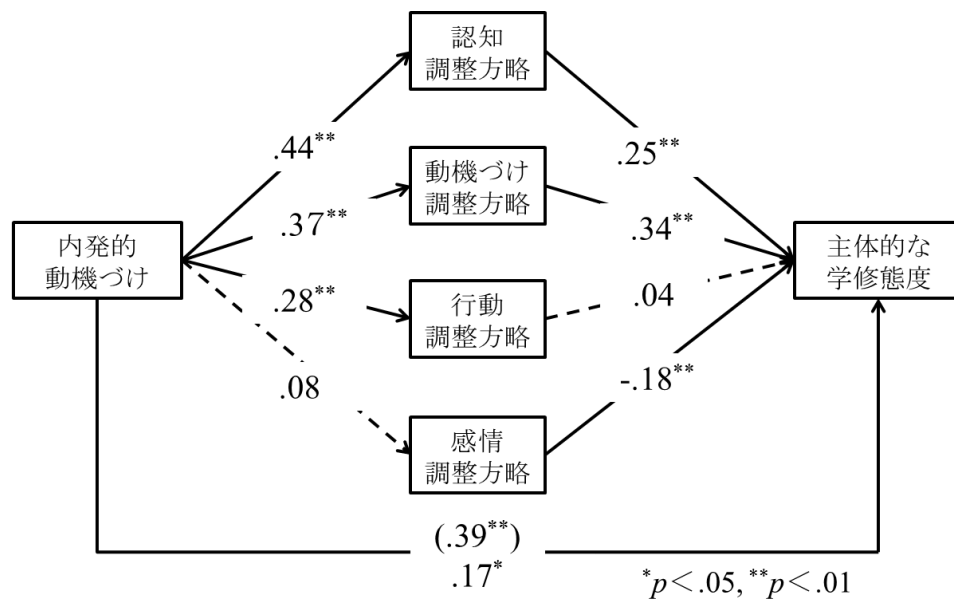 認知
調整方略
.44**
.25**
動機づけ
調整方略
.37**
.34**
内発的
動機づけ
主体的な
学修態度
.28**
行動
調整方略
.04
.08
-.18**
感情
調整方略
(.39**)
.17*
*p＜.05, **p＜.01